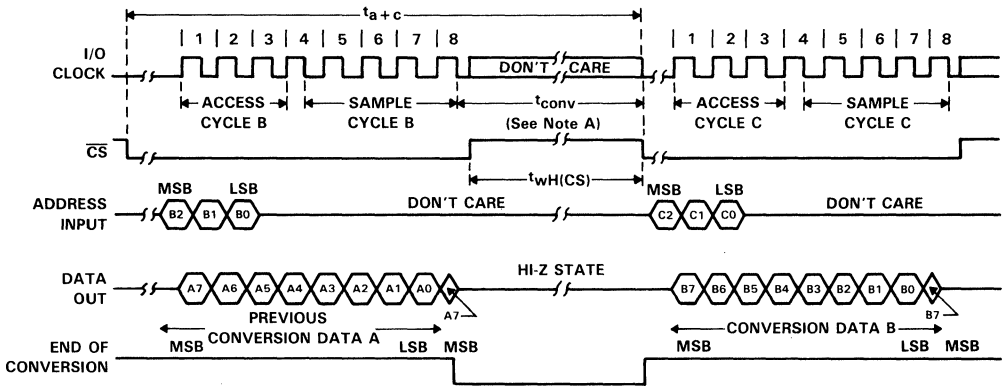 ta+c
I/O CLOCK
1 2 3 4 5 6 7 8
DON'T CARE
1 2 3 4 5 6 7 8
ACCESS CYCLE B
SAMPLE CYCLE B
tconv
(See Note A)
ACCESS CYCLE C
SAMPLE CYCLE C
CS
twH(CS)
ADDRESS INPUT
MSB LSB
B2 B1 B0
DON'T CARE
MSB LSB
C2 C1 C0
DON'T CARE
DATA OUT
A7 A6 A5 A4 A3 A2 A1 A0
A7
HI-Z STATE
B7 B6 B5 B4 B3 B2 B1 B0
B7
PREVIOUS CONVERSION DATA A
CONVERSION DATA B
MSB LSB MSB
MSB LSB MSB
END OF CONVERSION